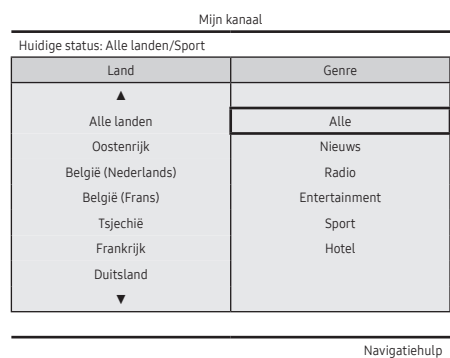 Mijn kanaal
Huidige status: Alle landen/Sport
Land Genre
▲
Alle landen Alle
Oostenrijk Nieuws
België (Nederlands) Radio
België (Frans) Entertainment
Tsjechië Sport
Frankrijk Hotel
Duitsland
▼
Navigatiehulp